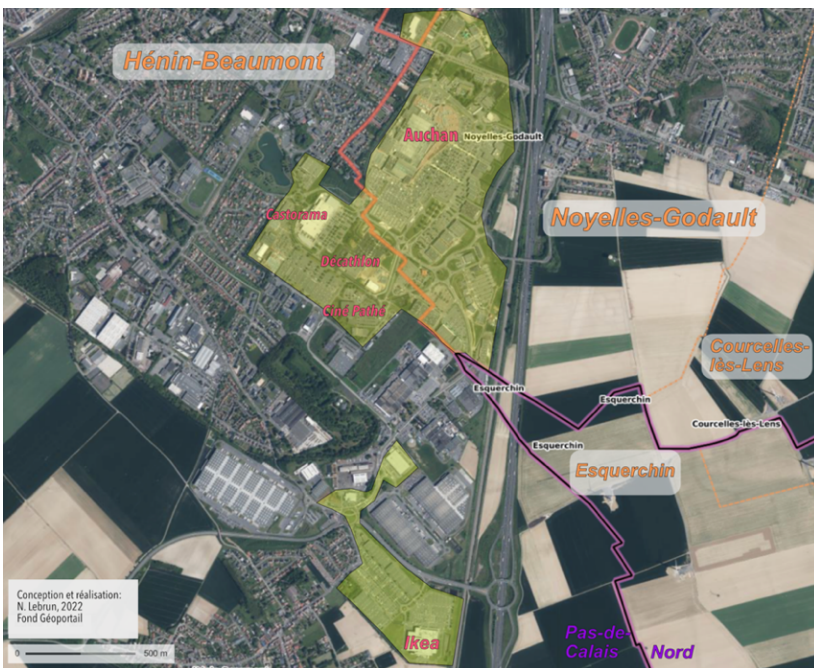 Hénin-Beaumont
Auchan
Noyelles-Godault
Castorama
Noyelles-Godault
Décathlon
Ciné Pathé
Courcelles-
lès-Lens
Esquerchin
Esquerchin
Courcelles-lès-Lens
Esquerchin
Esquerchin
Conception et réalisation:
N. Lebrun, 2022
Fond Géoportail
0 500 m
Ikea
Pas-de-
Calais
Nord